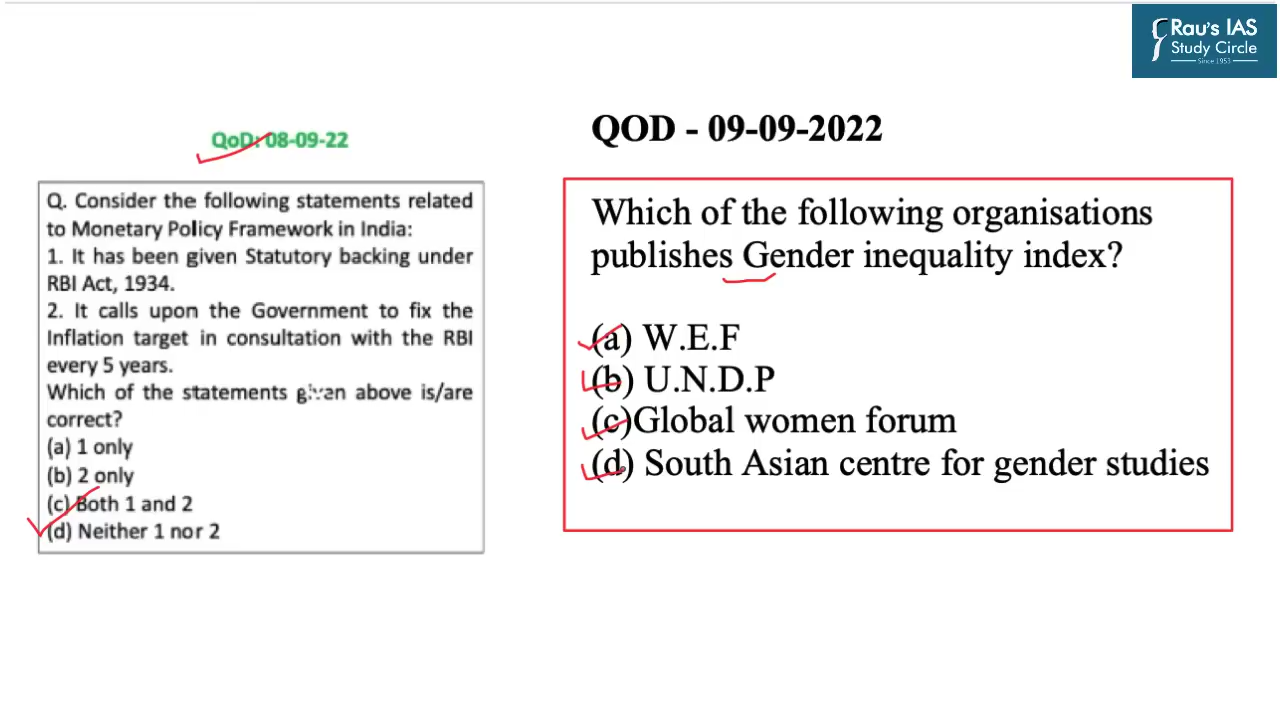 Rau's IAS
Study Circle
Since 1953
QoD: 08-09-22
Q. Consider the following statements related
to Monetary Policy Framework in India:
1. It has been given Statutory backing under
RBI Act, 1934.
2. It calls upon the Government to fix the
Inflation target in consultation with the RBI
every 5 years.
Which of the statements given above is/are
correct?
(a) 1 only
(b) 2 only
(c) Both 1 and 2
(d) Neither 1 nor 2
QOD - 09-09-2022
Which of the following organisations
publishes Gender inequality index?
(a) W.E.F
(b) U.N.D.P
(c)Global women forum
(d) South Asian centre for gender studies